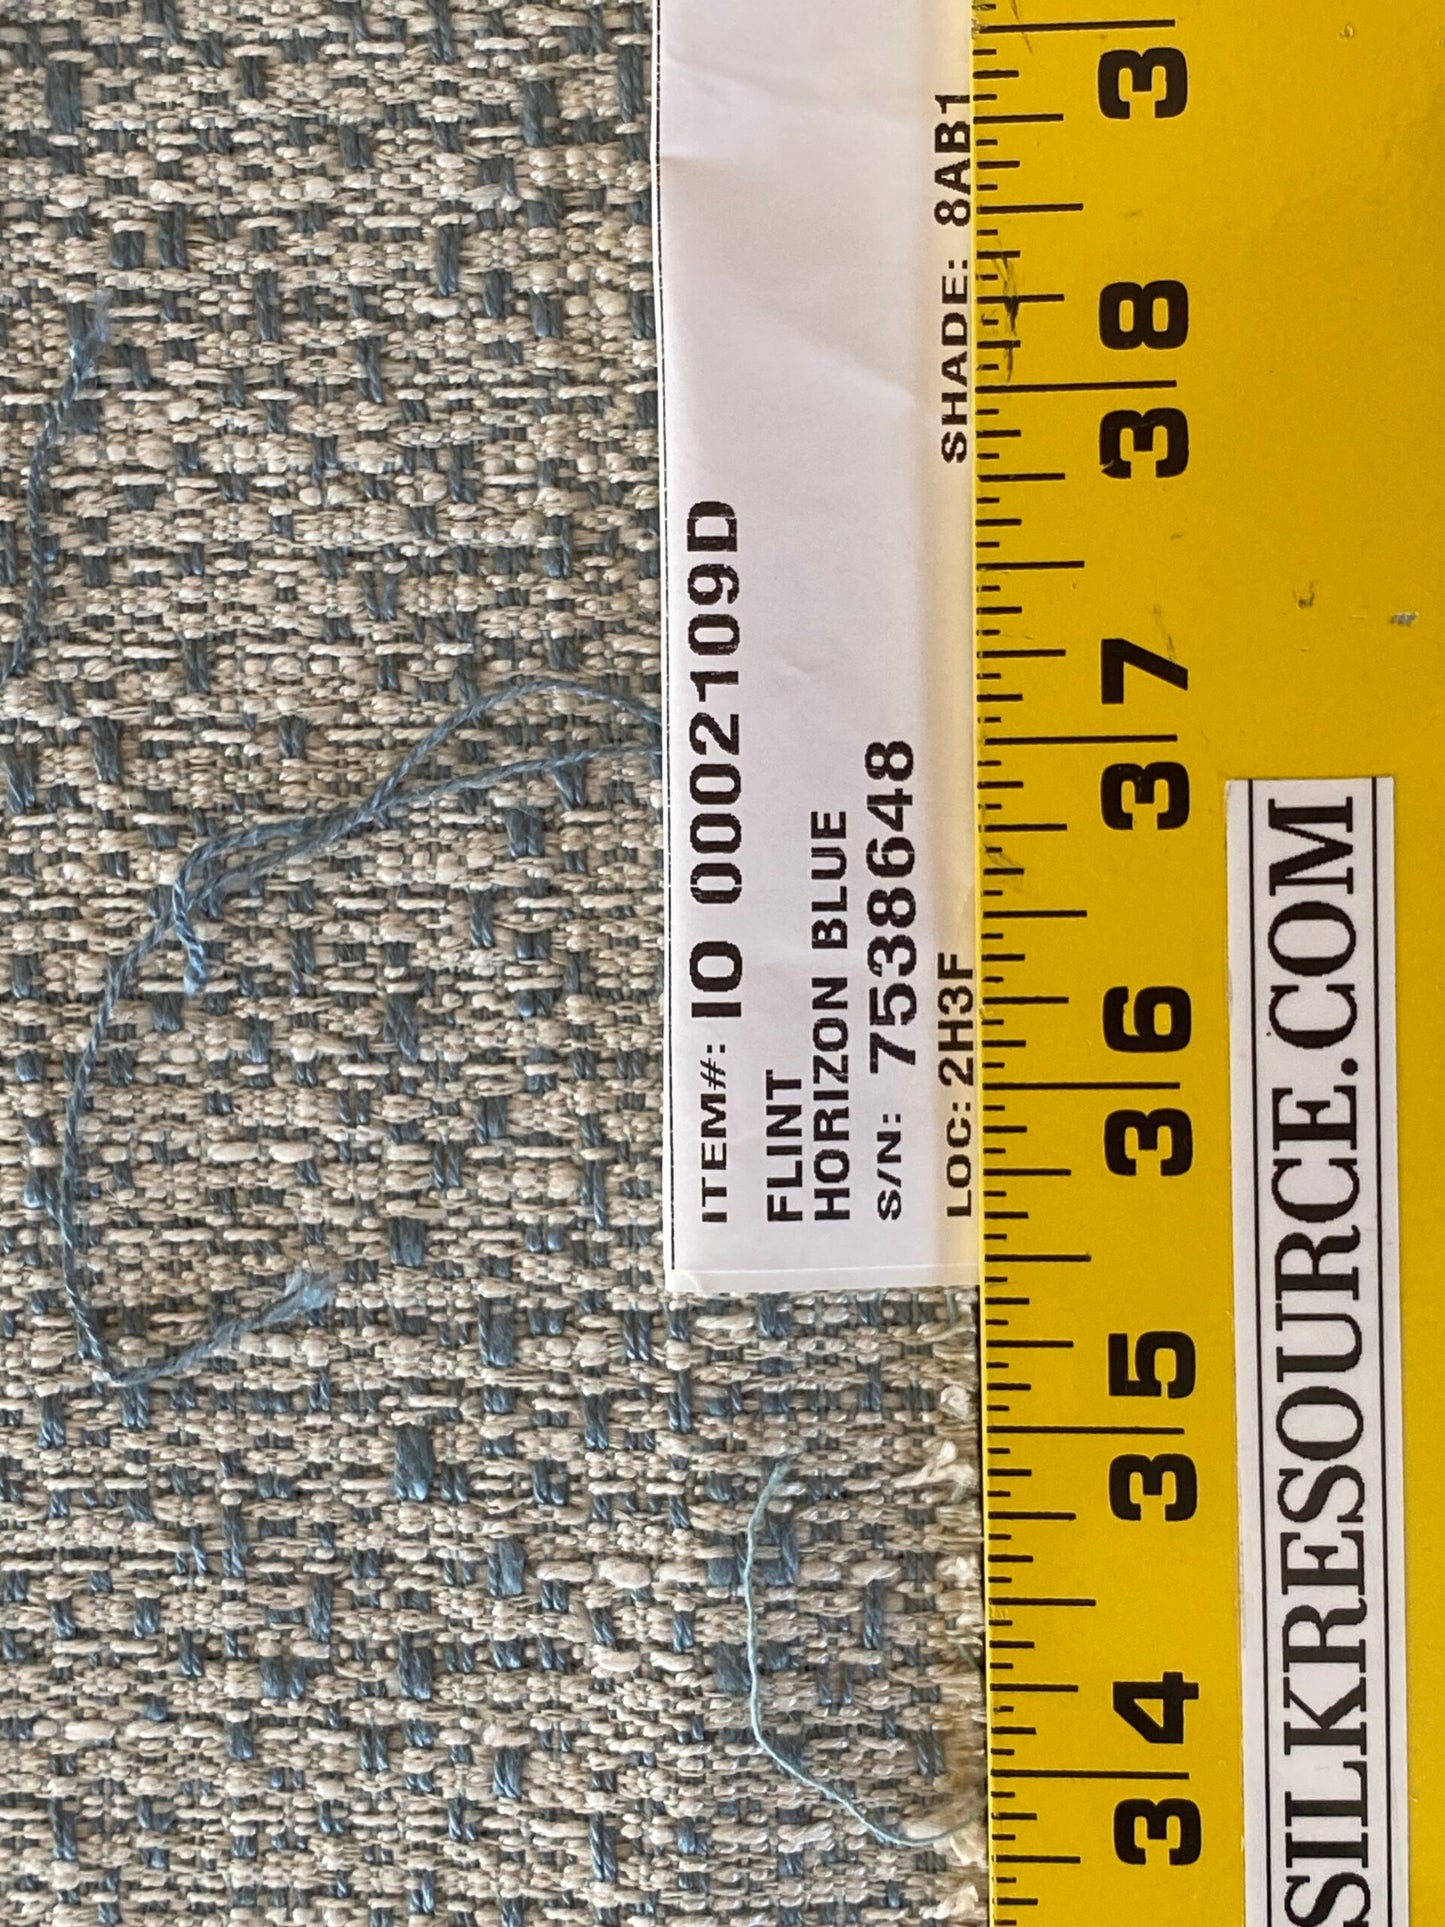 ITEM#: IO 0002109D
FLINT
HORIZON BLUE
S/N: 7538648
LOC: 2H3F SHADE: 8AB1
34 35 36 37 38 3
SILKRESOURCE.COM